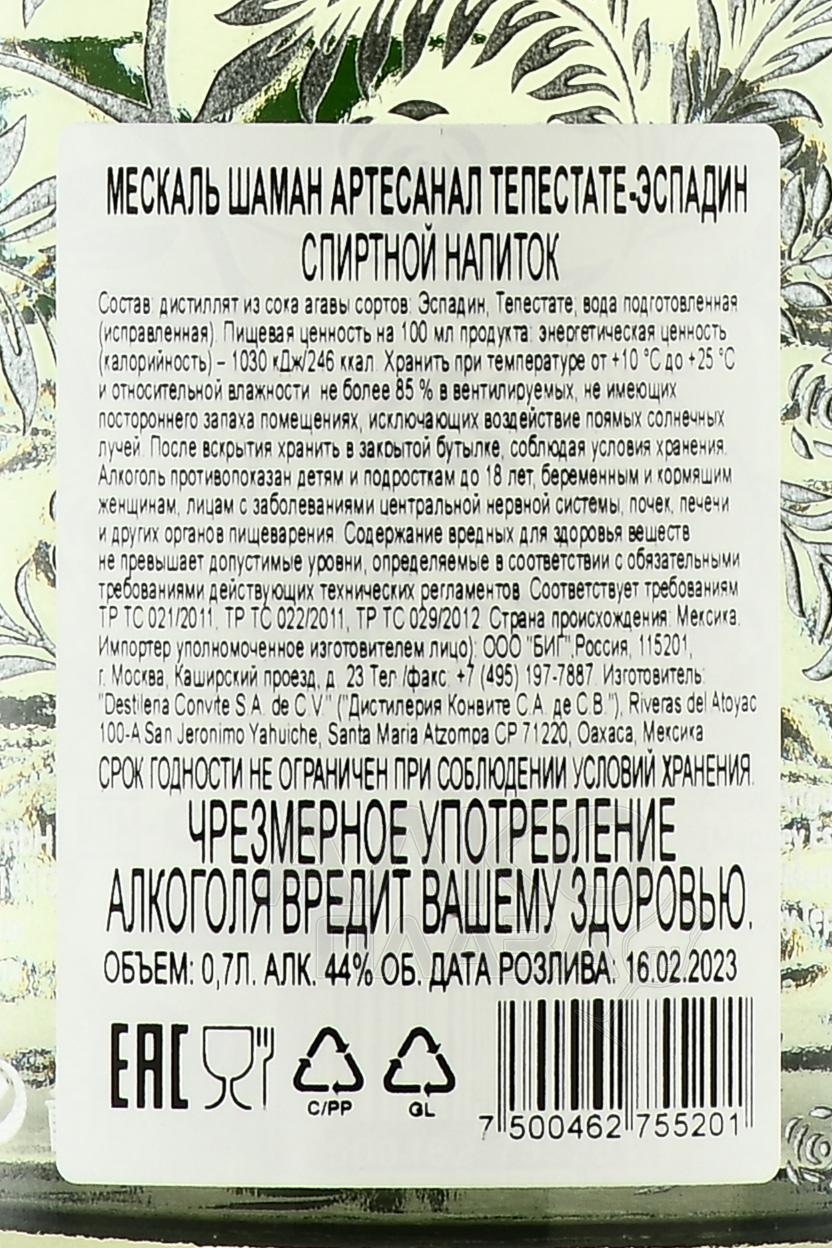 МЕСКАЛЬ ШАМАН АРТЕСАНАЛ ТЕПЕСТАТЕ-ЭСПАДИН
СПИРТНОЙ НАПИТОК
Состав: дистиллят из сока агавы сортов: Эспадин, Тепестате; вода подготовленная
(исправленная). Пищевая ценность на 100 мл продукта: энергетическая ценность
(калорийность) – 1030 кДж/246 ккал. Хранить при температуре от +10 °С до +25 °С
и относительной влажности не более 85 % в вентилируемых, не имеющих
постороннего запаха помещениях, исключающих воздействие прямых солнечных
лучей. После вскрытия хранить в закрытой бутылке, соблюдая условия хранения.
Алкоголь противопоказан детям и подросткам до 18 лет, беременным и кормящим
женщинам, лицам с заболеваниями центральной нервной системы, почек, печени
и других органов пищеварения. Содержание вредных для здоровья веществ
не превышает допустимые уровни, определяемые в соответствии с обязательными
требованиями действующих технических регламентов. Соответствует требованиям
ТР ТС 021/2011, ТР ТС 022/2011, ТР ТС 029/2012. Страна происхождения: Мексика.
Импортер уполномоченное изготовителем лицо): ООО "БИГ",Россия, 115201,
г. Москва, Каширский проезд, д. 23 Тел./факс: +7 (495) 197-7887. Изготовитель:
"Destileria Convite S.A. de C.V." ("Дистилерия Конвите С.А. де С.В."), Riveras del Atoyac
100-A San Jeronimo Yahuiche, Santa Maria Atzompa CP 71220, Оахаса, Мексика
СРОК ГОДНОСТИ НЕ ОГРАНИЧЕН ПРИ СОБЛЮДЕНИИ УСЛОВИЙ ХРАНЕНИЯ.
ЧРЕЗМЕРНОЕ УПОТРЕБЛЕНИЕ
АЛКОГОЛЯ ВРЕДИТ ВАШЕМУ ЗДОРОВЬЮ.
ОБЪЕМ: 0,7Л. АЛК. 44% ОБ. ДАТА РОЗЛИВА: 16.02.2023
EAC
C/PP
GL
7 500462 755201